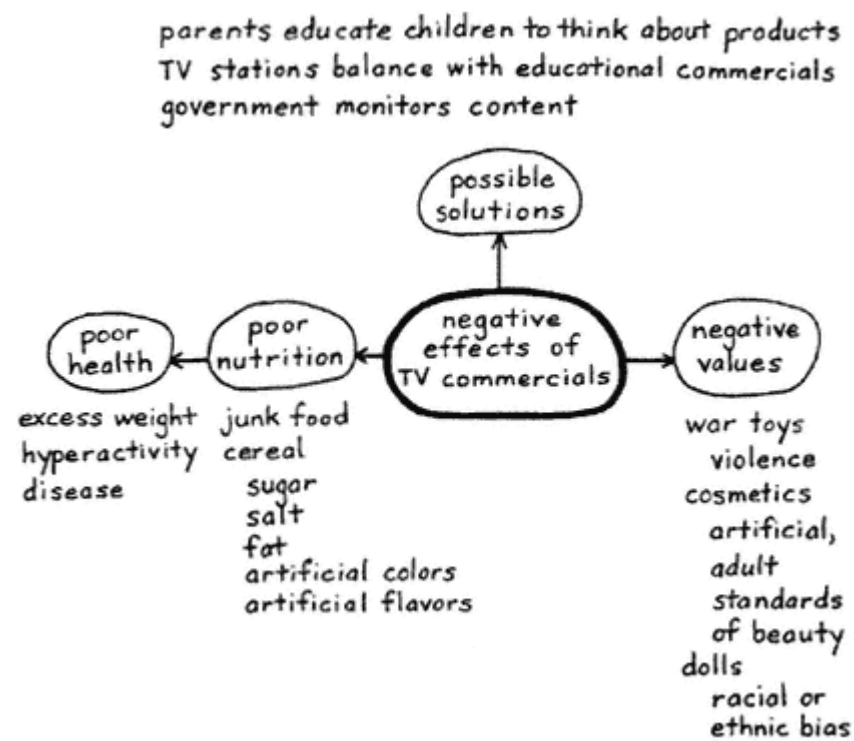 parents educate children to think about products
TV stations balance with educational commercials
government monitors content
possible
solutions
negative
effects of
TV commercials
poor
nutrition
junk food
cereal
sugar
salt
fat
artificial colors
artificial flavors
poor
health
excess weight
hyperactivity
disease
negative
values
war toys
violence
cosmetics
artificial,
adult
standards
of beauty
dolls
racial or
ethnic bias